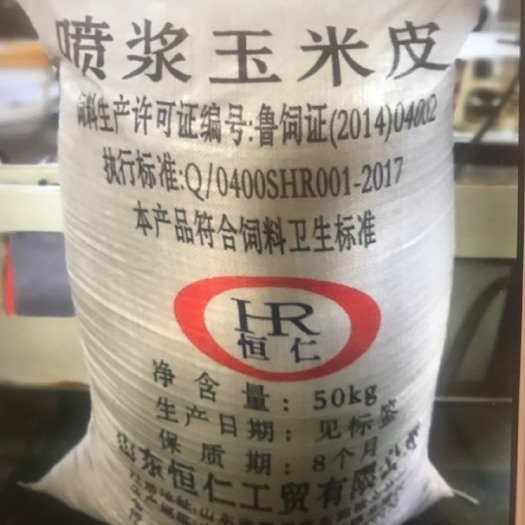 喷浆玉米皮
饲料生产许可证编号:鲁饲证(2014)04002
执行标准:Q/0400SHR001-2017
本产品符合饲料卫生标准
HR
恒仁
净含量：50kg
生产日期：见标签
保质期：8个月
山东恒仁工贸有限公司